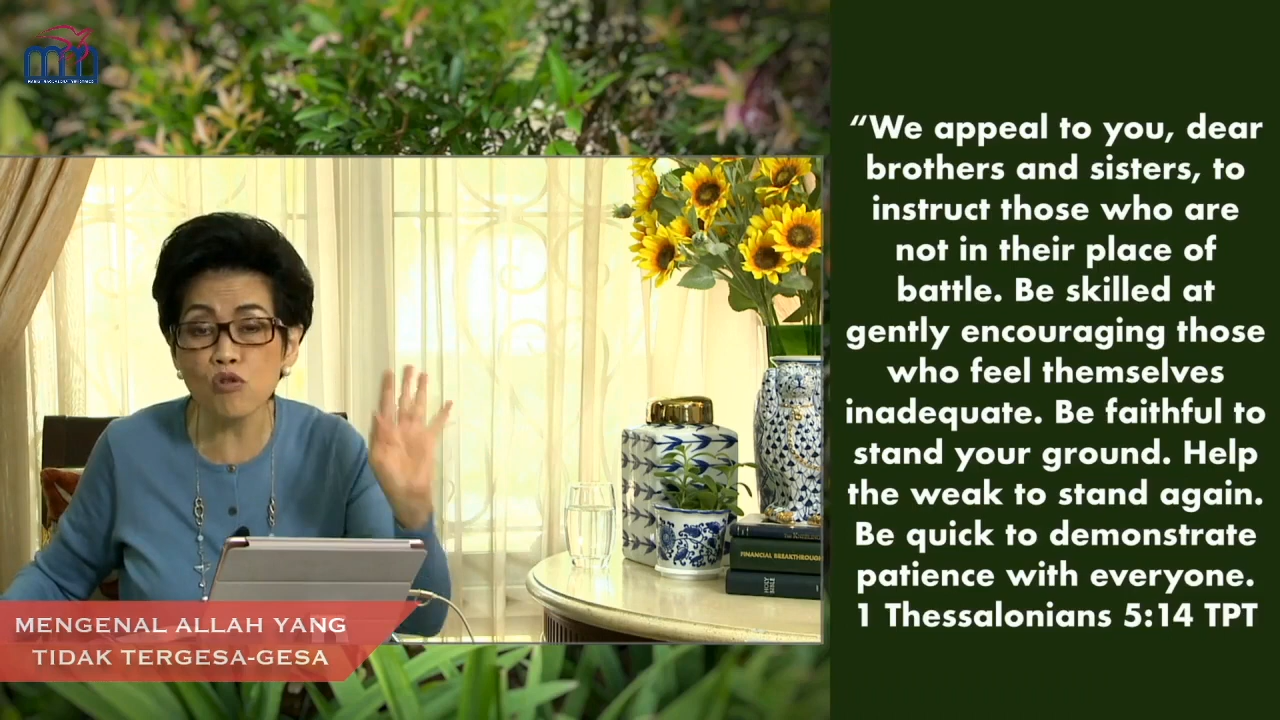 “We appeal to you, dear
brothers and sisters, to
instruct those who are
not in their place of
battle. Be skilled at
gently encouraging those
who feel themselves
inadequate. Be faithful to
stand your ground. Help
the weak to stand again.
Be quick to demonstrate
patience with everyone.
1 Thessalonians 5:14 TPT
FINANCIAL BREAKTHROUGH
HOLY
BIBLE
MENGENAL ALLAH YANG
TIDAK TERGESA-GESA